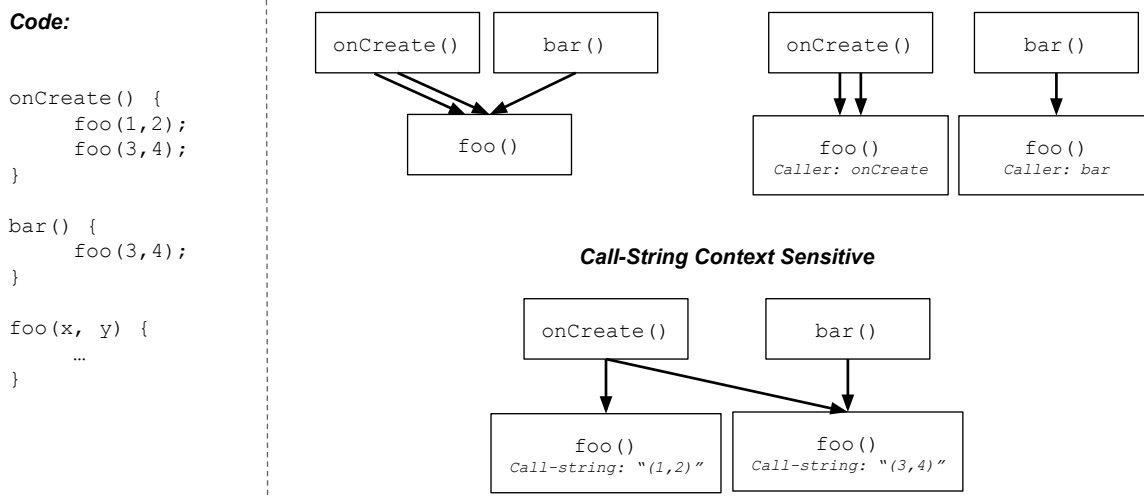 Code:
onCreate() {
foo(1,2);
foo(3,4);
}
bar() {
foo(3,4);
}
foo(x, y) {
…
}
onCreate()
bar()
foo()
onCreate()
bar()
foo()
Caller: onCreate
foo()
Caller: bar
Call-String Context Sensitive
onCreate()
bar()
foo()
Call-string: “(1,2)”
foo()
Call-string: “(3,4)”